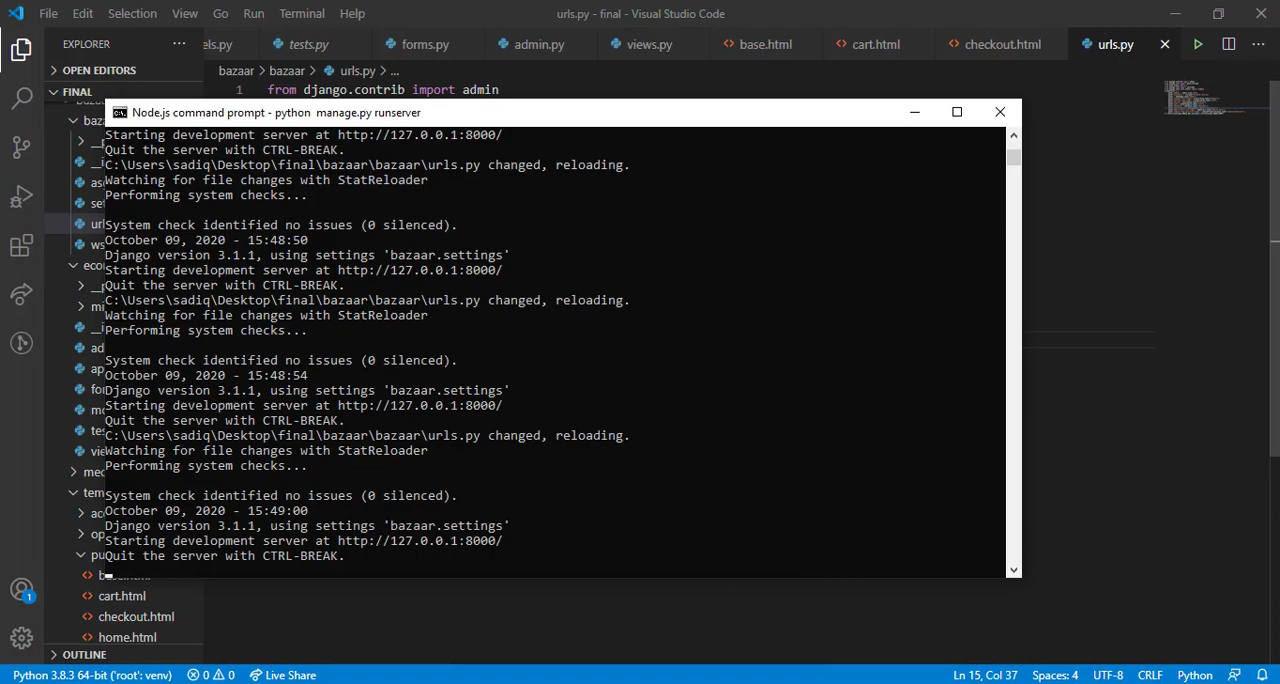 File Edit Selection View Go Run Terminal Help urls.py - final - Visual Studio Code
EXPLORER
els.py tests.py forms.py admin.py views.py base.html cart.html checkout.html urls.py
OPEN EDITORS
bazaar > bazaar > urls.py > ...
FINAL
1 from django.contrib import admin
Node.js command prompt - python manage.py runserver
Starting development server at http://127.0.0.1:8000/
Quit the server with CTRL-BREAK.
C:\Users\sadiq\Desktop\final\bazaar\bazaar\urls.py changed, reloading.
Watching for file changes with StatReloader
Performing system checks...
System check identified no issues (0 silenced).
October 09, 2020 - 15:48:50
Django version 3.1.1, using settings 'bazaar.settings'
Starting development server at http://127.0.0.1:8000/
Quit the server with CTRL-BREAK.
C:\Users\sadiq\Desktop\final\bazaar\bazaar\urls.py changed, reloading.
Watching for file changes with StatReloader
Performing system checks...
System check identified no issues (0 silenced).
October 09, 2020 - 15:48:54
Django version 3.1.1, using settings 'bazaar.settings'
Starting development server at http://127.0.0.1:8000/
Quit the server with CTRL-BREAK.
C:\Users\sadiq\Desktop\final\bazaar\bazaar\urls.py changed, reloading.
Watching for file changes with StatReloader
Performing system checks...
System check identified no issues (0 silenced).
October 09, 2020 - 15:49:00
Django version 3.1.1, using settings 'bazaar.settings'
Starting development server at http://127.0.0.1:8000/
Quit the server with CTRL-BREAK.
cart.html
checkout.html
home.html
OUTLINE
1
Python 3.8.3 64-bit ('root': venv) 0 0 Live Share Ln 15, Col 37 Spaces: 4 UTF-8 CRLF Python